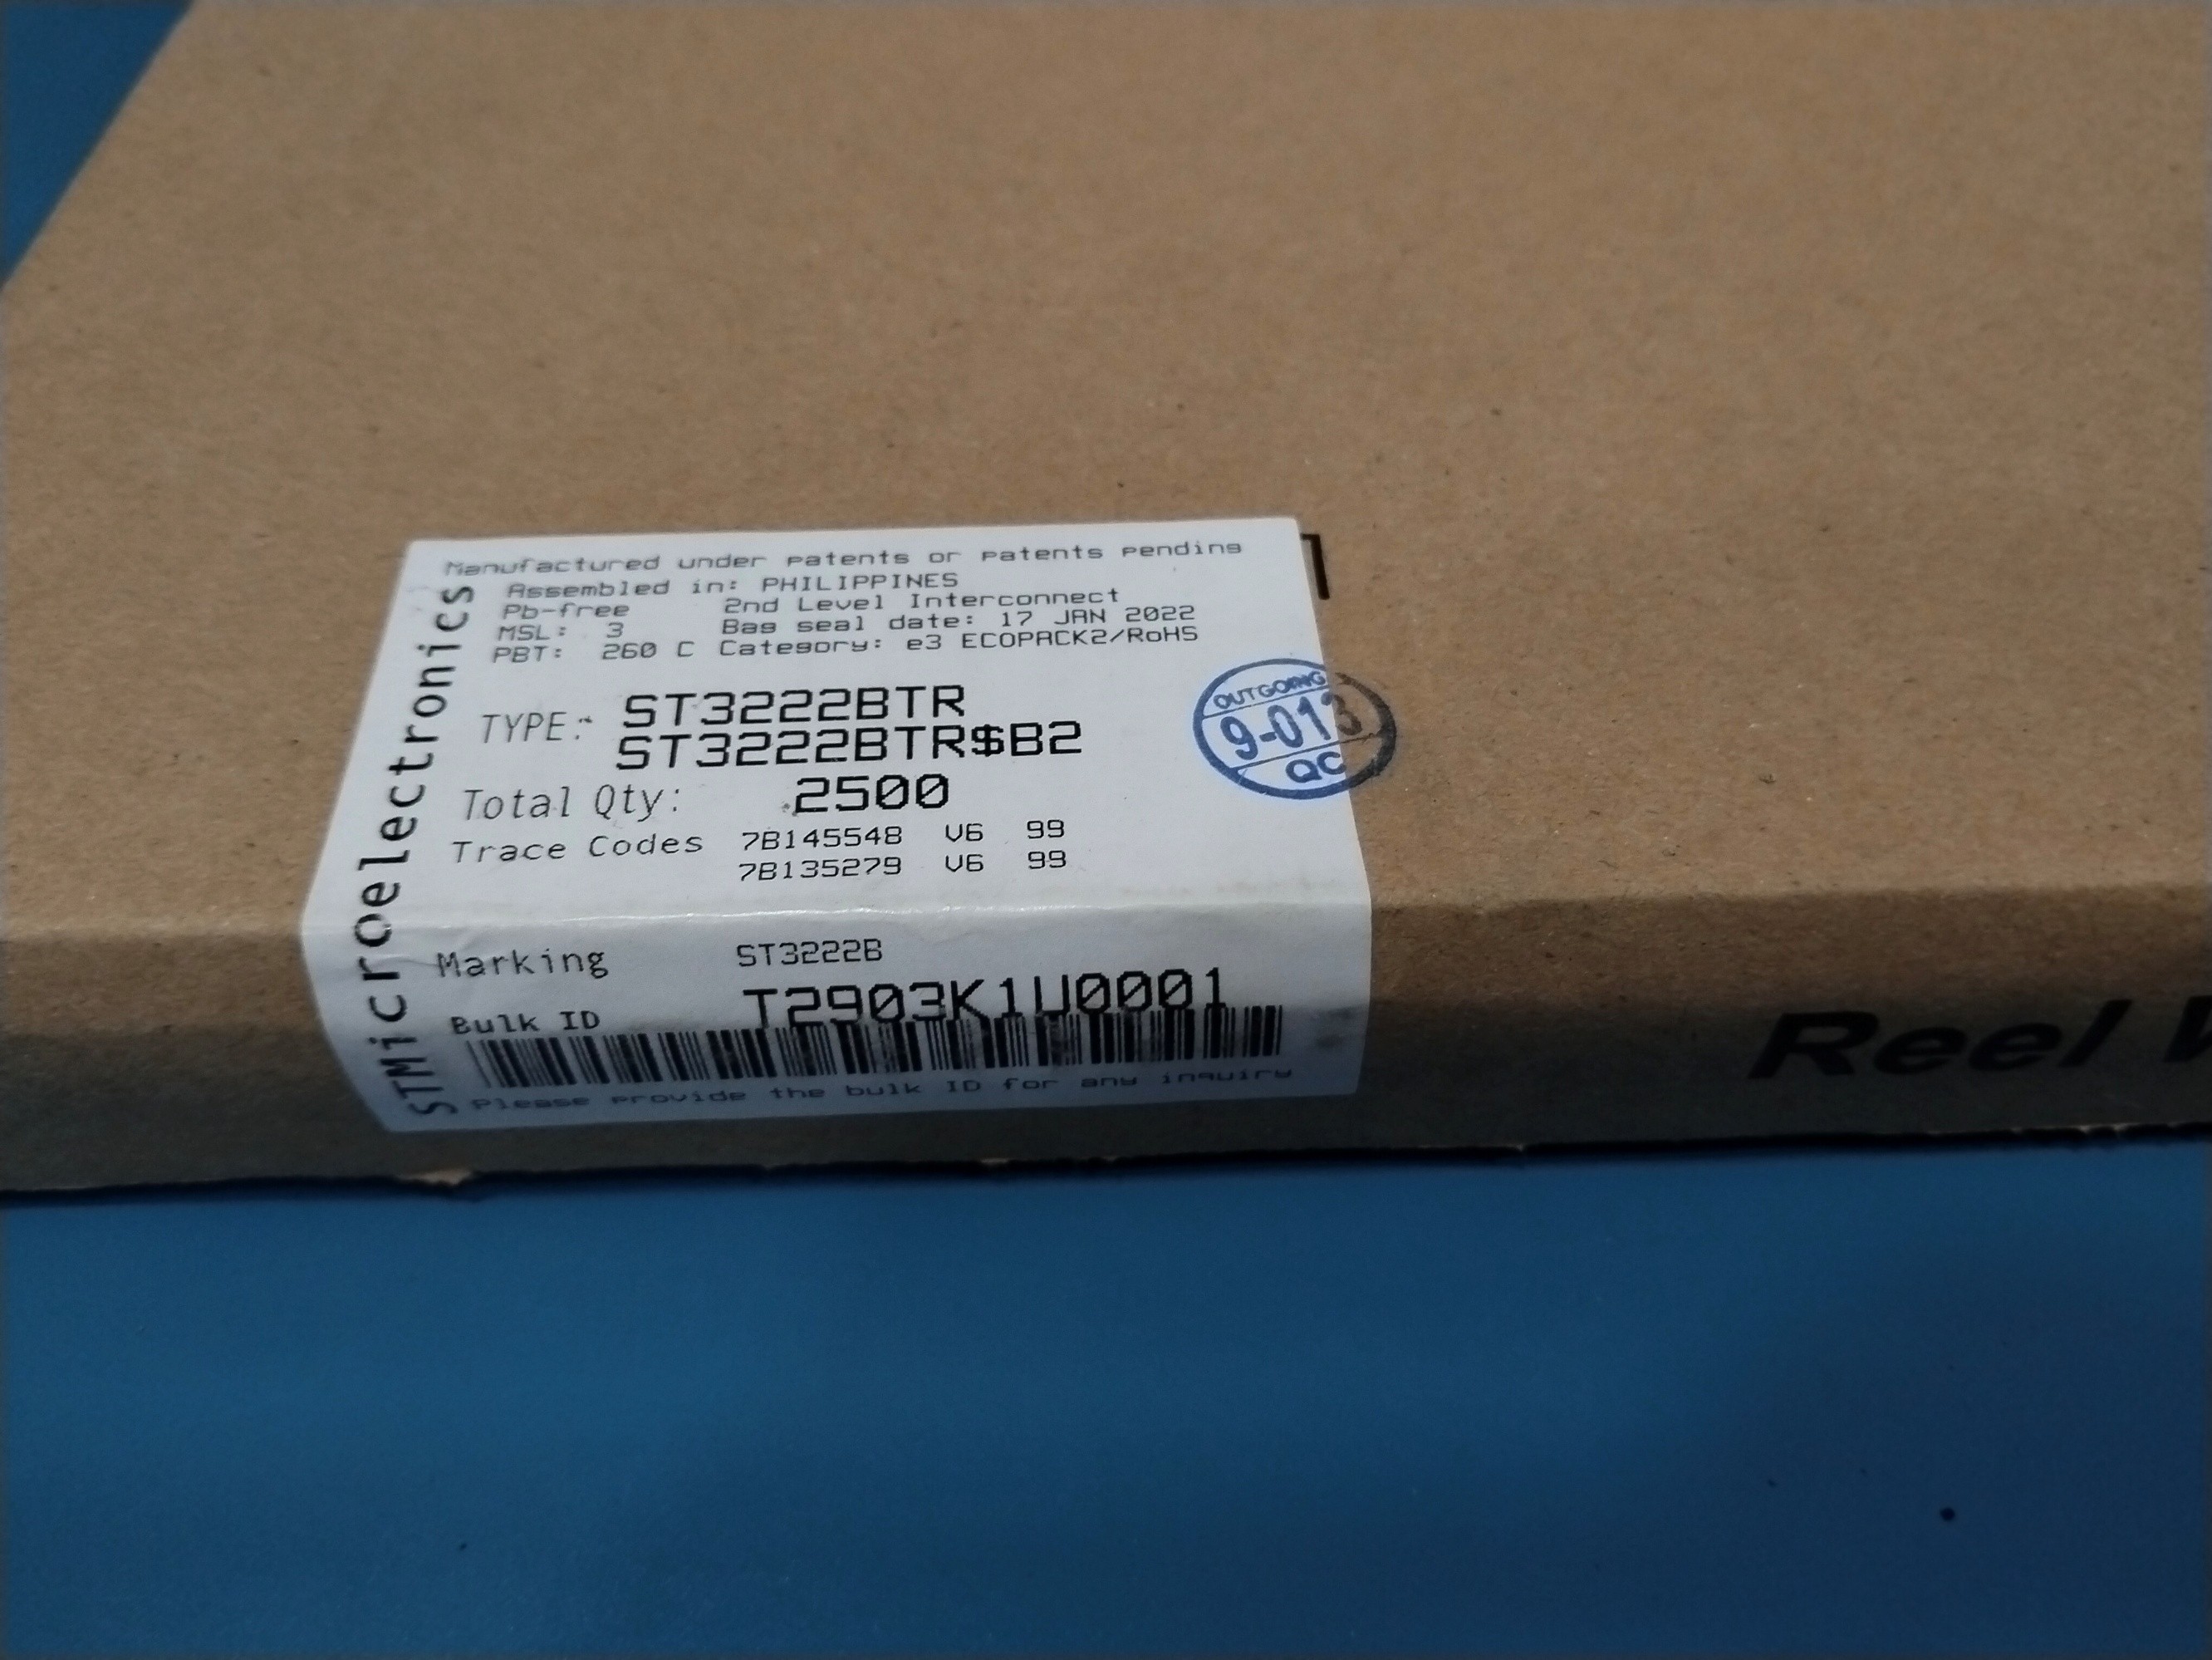 Manufactured under patents or patents pending
Assembled in: PHILIPPINES
Pb-free 2nd Level Interconnect
MSL: 3 Bag seal date: 17 JAN 2022
PBT: 260 C Category: e3 ECOPACK2/RoHS
TYPE: ST3222BTR
ST3222BTR$B2
Total Qty: 2500
Trace Codes 7B145548 V6 99
7B135279 V6 99
Marking ST3222B
Bulk ID T2903K1U0001
Please provide the bulk ID for any inquiry
STMicroelectronics
OUTGOING
9-013
QC
Reel